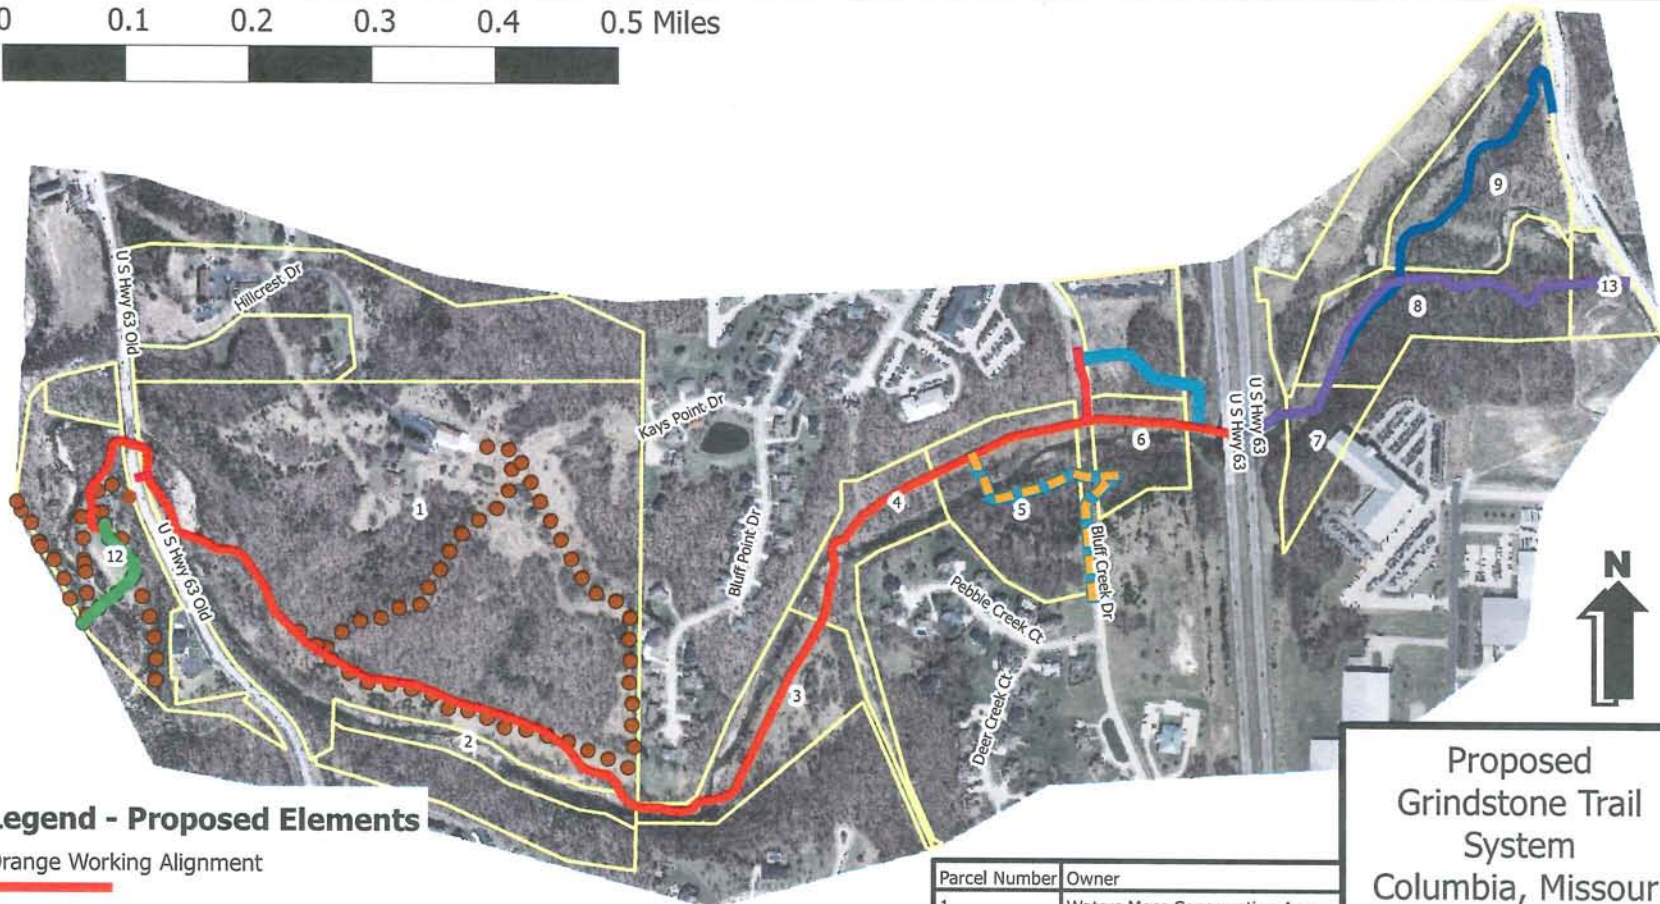 0 0.1 0.2 0.3 0.4 0.5 Miles
U S Hwy 63 Old
Hillcrest Dr
Kays Point Dr
Bluff Point Dr
U S Hwy 63 Old
Pebble Creek Ct
Deer Creek Ct
Bluff Creek Dr
U S Hwy 63
U S Hwy 63
1
2
3
4
5
6
7
8
9
12
13
N
Legend - Proposed Elements
Orange Working Alignment
Parcel Number Owner
1
Proposed
Grindstone Trail
System
Columbia, Missouri